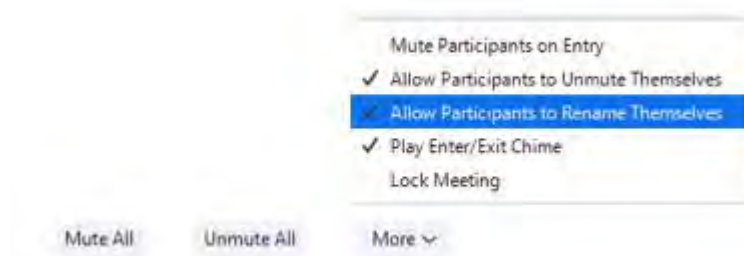 Mute Participants on Entry
✓ Allow Participants to Unmute Themselves
✓ Allow Participants to Rename Themselves
✓ Play Enter/Exit Chime
Lock Meeting
Mute All Unmute All More